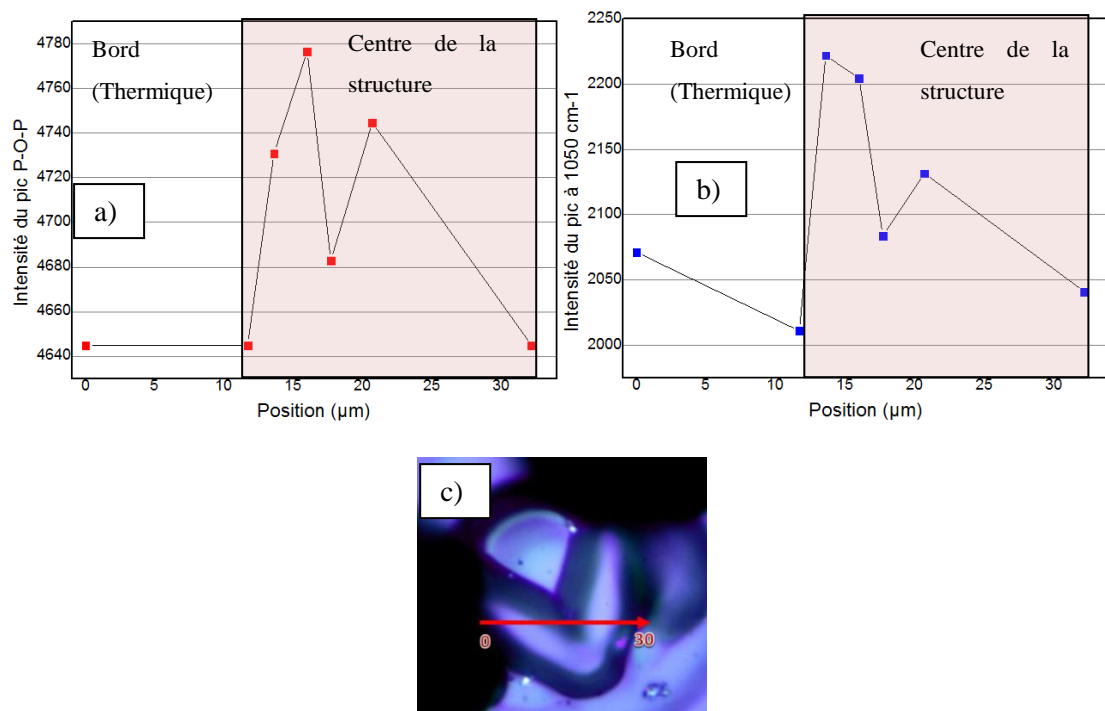 4780
4760
4740
4720
4700
4680
4660
4640
Intensité du pic P-O-P
Bord
(Thermique)
Centre de la
structure
a)
0
5
10
15
20
25
30
Position (µm)
2250
2200
2150
2100
2050
2000
Intensité du pic à 1050 cm-1
Bord
(Thermique)
Centre de la
structure
b)
0
5
10
15
20
25
30
Position (µm)
c)
0
30